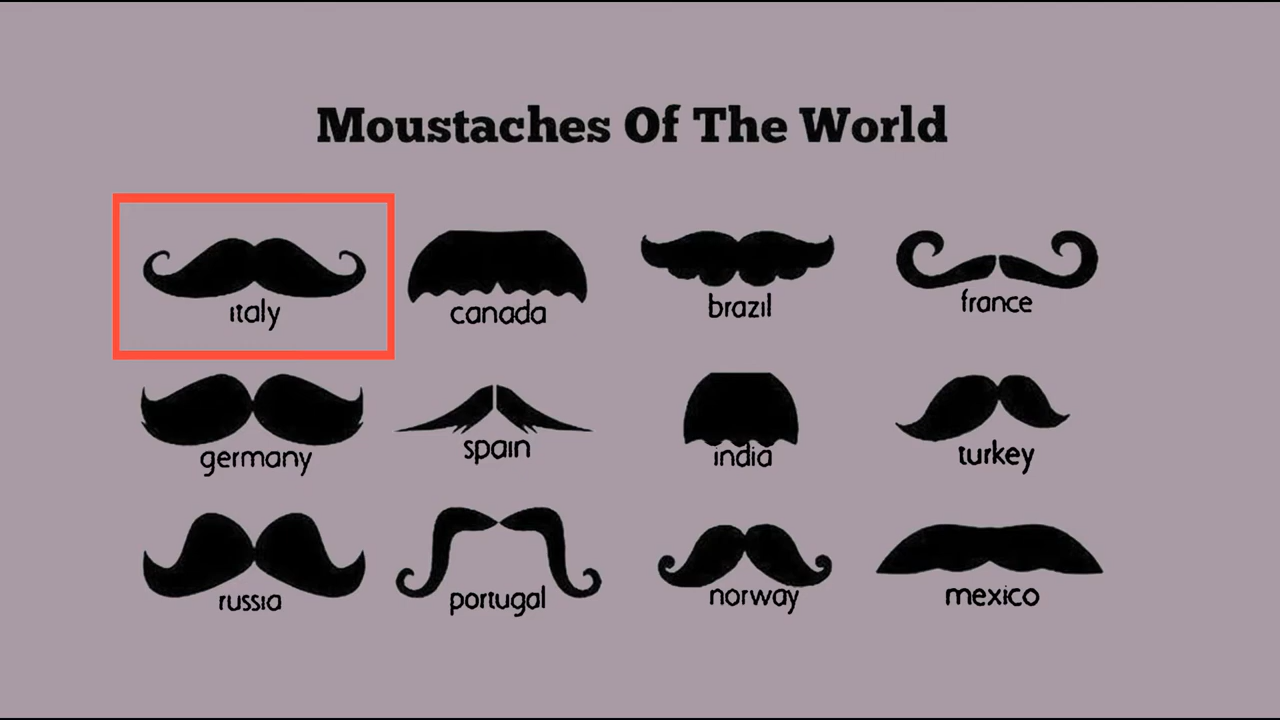 Moustaches Of The World
italy
canada
brazil
france
germany
spain
india
turkey
russia
portugal
norway
mexico